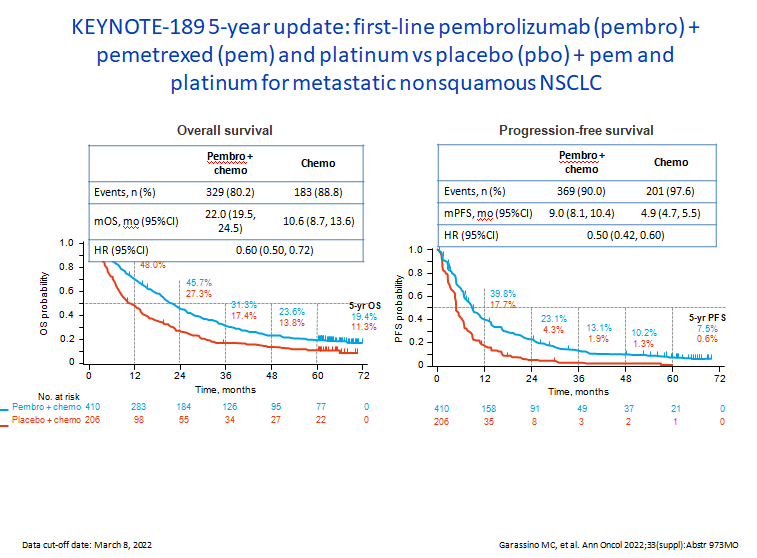 KEYNOTE-189 5-year update: first-line pembrolizumab (pembro) +
pemetrexed (pem) and platinum vs placebo (pbo) + pem and
platinum for metastatic nonsquamous NSCLC
Overall survival
Pembro + chemo Chemo
Events, n (%) 329 (80.2) 183 (88.8)
mOS, mo (95%CI) 22.0 (19.5, 24.5) 10.6 (8.7, 13.6)
HR (95%CI) 0.60 (0.50, 0.72)
OS probability
1.0
0.8
0.6
0.4
0.2
0
48.0%
45.7%
27.3%
31.3%
17.4%
23.6%
13.8%
5-yr OS
19.4%
11.3%
0 12 24 36 48 60 72
Time, months
No. at risk
Pembro + chemo 410 283 184 126 95 77 0
Placebo + chemo 206 98 55 34 27 22 0
Progression-free survival
Pembro + chemo Chemo
Events, n (%) 369 (90.0) 201 (97.6)
mPFS, mo (95%CI) 9.0 (8.1, 10.4) 4.9 (4.7, 5.5)
HR (95%CI) 0.50 (0.42, 0.60)
PFS probability
1.0
0.8
0.6
0.4
0.2
0
39.8%
17.7%
23.1%
4.3%
13.1%
1.9%
10.2%
1.3%
5-yr PFS
7.5%
0.6%
0 12 24 36 48 60 72
Time, months
410 158 91 49 37 21 0
206 35 8 3 2 1 0
Data cut-off date: March 8, 2022
Garassino MC, et al. Ann Oncol 2022;33(suppl):Abstr 973MO